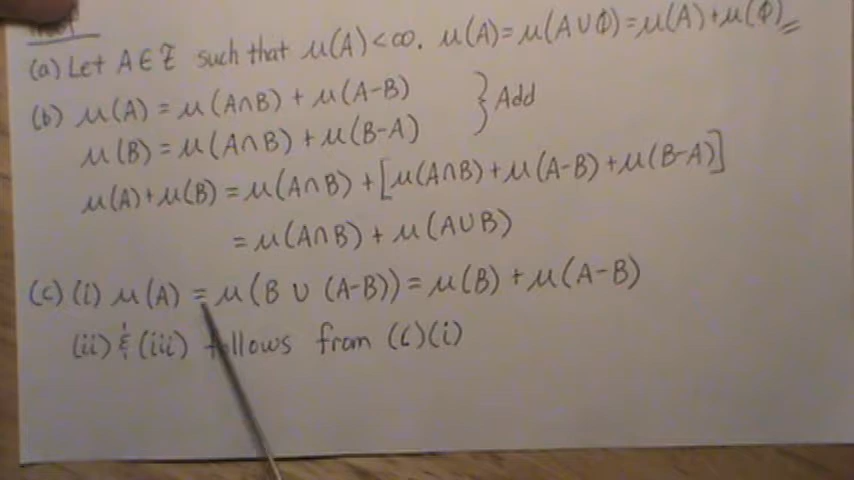 (a) Let A ∈ Ƶ such that μ(A) < ∞. μ(A) = μ(A ∪ ϕ) = μ(A) + μ(ϕ)
(b) μ(A) = μ(A∩B) + μ(A−B) } Add
μ(B) = μ(A∩B) + μ(B−A)
μ(A)+μ(B) = μ(A∩B) + [μ(A∩B) + μ(A−B) + μ(B−A)]
= μ(A∩B) + μ(A∪B)
(c) (i) μ(A) = μ(B ∪ (A−B)) = μ(B) + μ(A−B)
(ii) & (iii) follows from (c)(i)